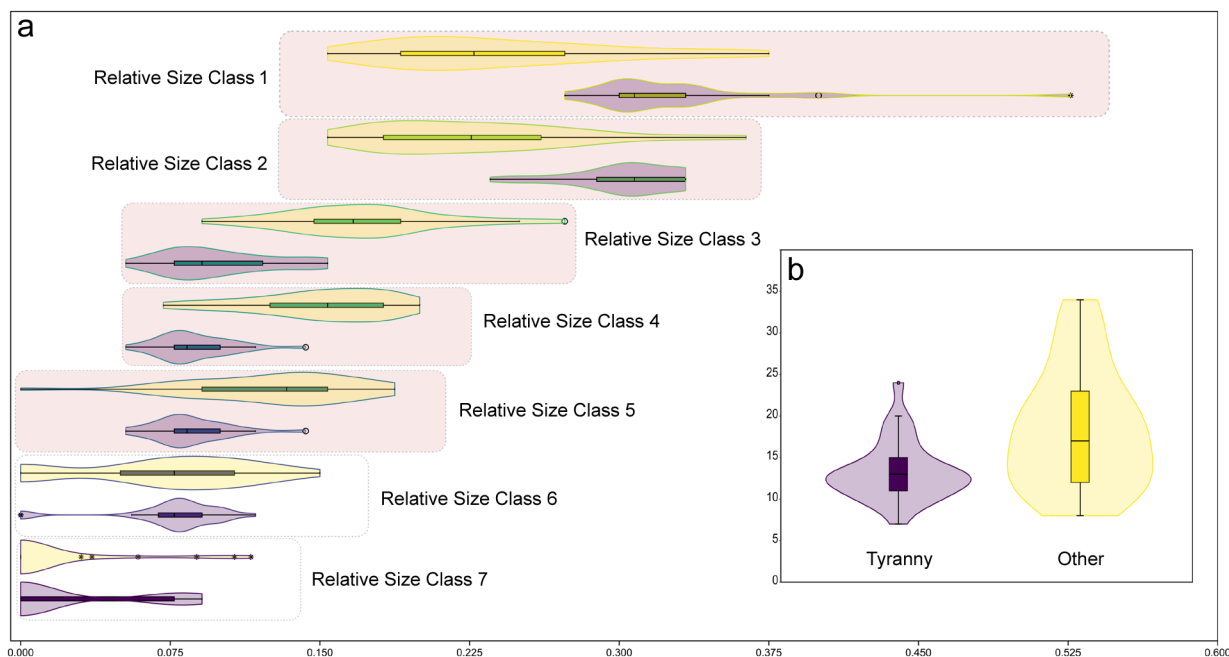 a
Relative Size Class 1
Relative Size Class 2
Relative Size Class 3
Relative Size Class 4
Relative Size Class 5
Relative Size Class 6
Relative Size Class 7
b
35
30
25
20
15
10
5
0
Tyranny Other
0.000 0.075 0.150 0.225 0.300 0.375 0.450 0.525 0.600